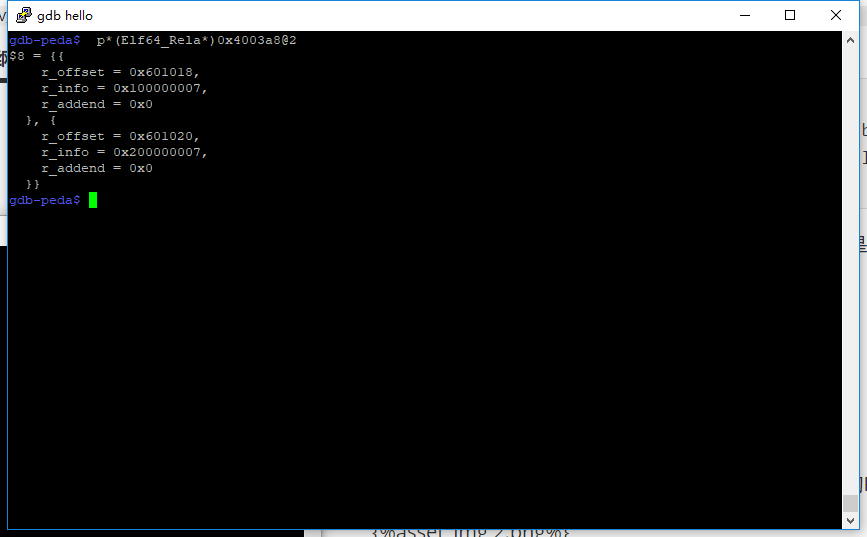 gdb hello
gdb-peda$  p*(Elf64_Rela*)0x4003a8@2
$8 = {{
    r_offset = 0x601018,
    r_info = 0x100000007,
    r_addend = 0x0
  }, {
    r_offset = 0x601020,
    r_info = 0x200000007,
    r_addend = 0x0
  }}
gdb-peda$
{%asset_img 2.png%}